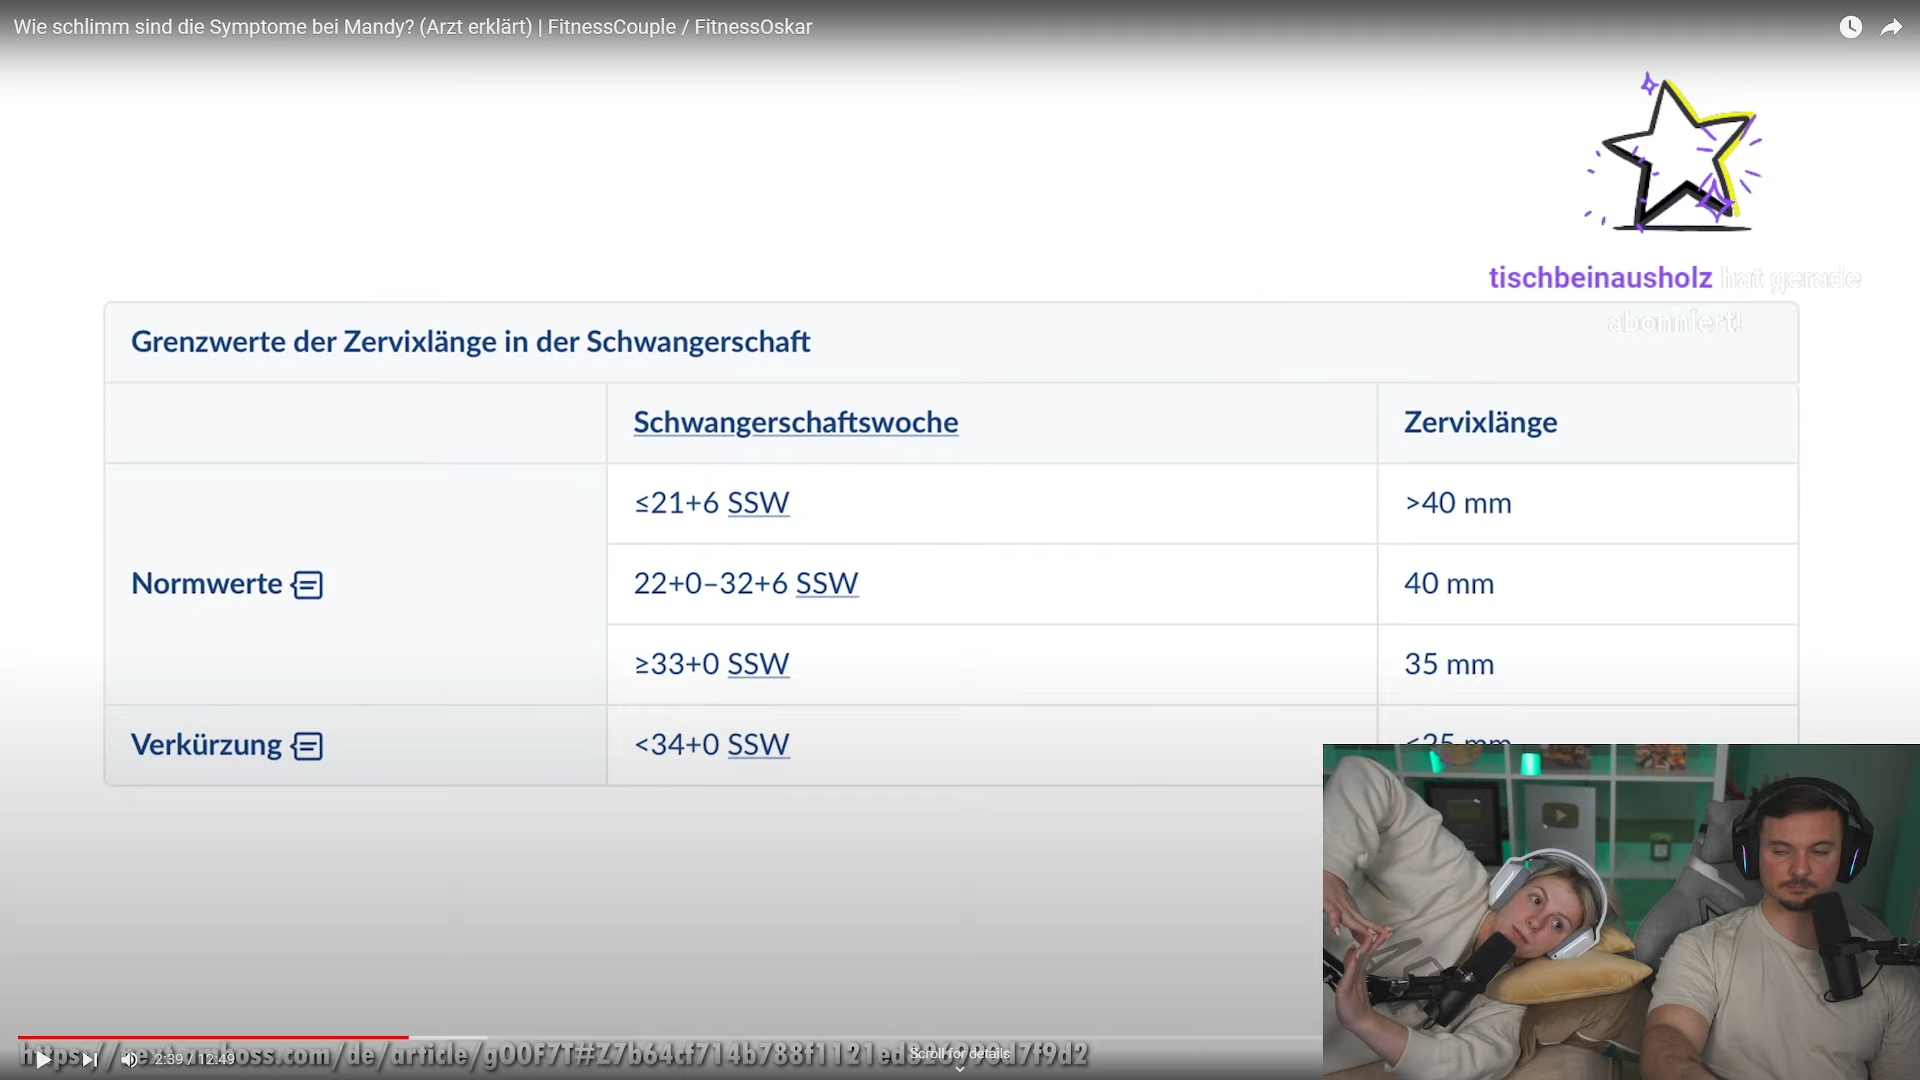 Wie schlimm sind die Symptome bei Mandy? (Arzt erklärt) | FitnessCouple / FitnessOskar
tischbeinausholz hat gerade
abonniert!
Grenzwerte der Zervixlänge in der Schwangerschaft
Schwangerschaftswoche Zervixlänge
≤21+6 SSW >40 mm
Normwerte 22+0–32+6 SSW 40 mm
≥33+0 SSW 35 mm
Verkürzung <34+0 SSW
2:39 / 12:49
Scroll for details